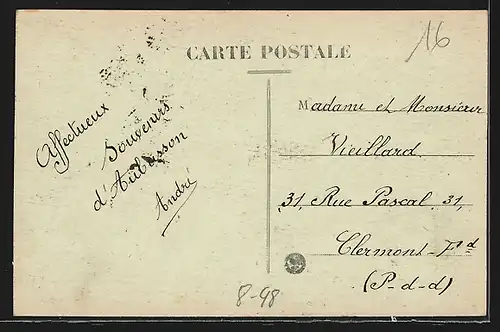 CARTE POSTALE
16
Affectueux
Souvenirs
d'Aubusson
André
Madame et Monsieur
Vieillard
31, Rue Pascal, 31,
Clermont-Fd
(P-d-d)
8-98